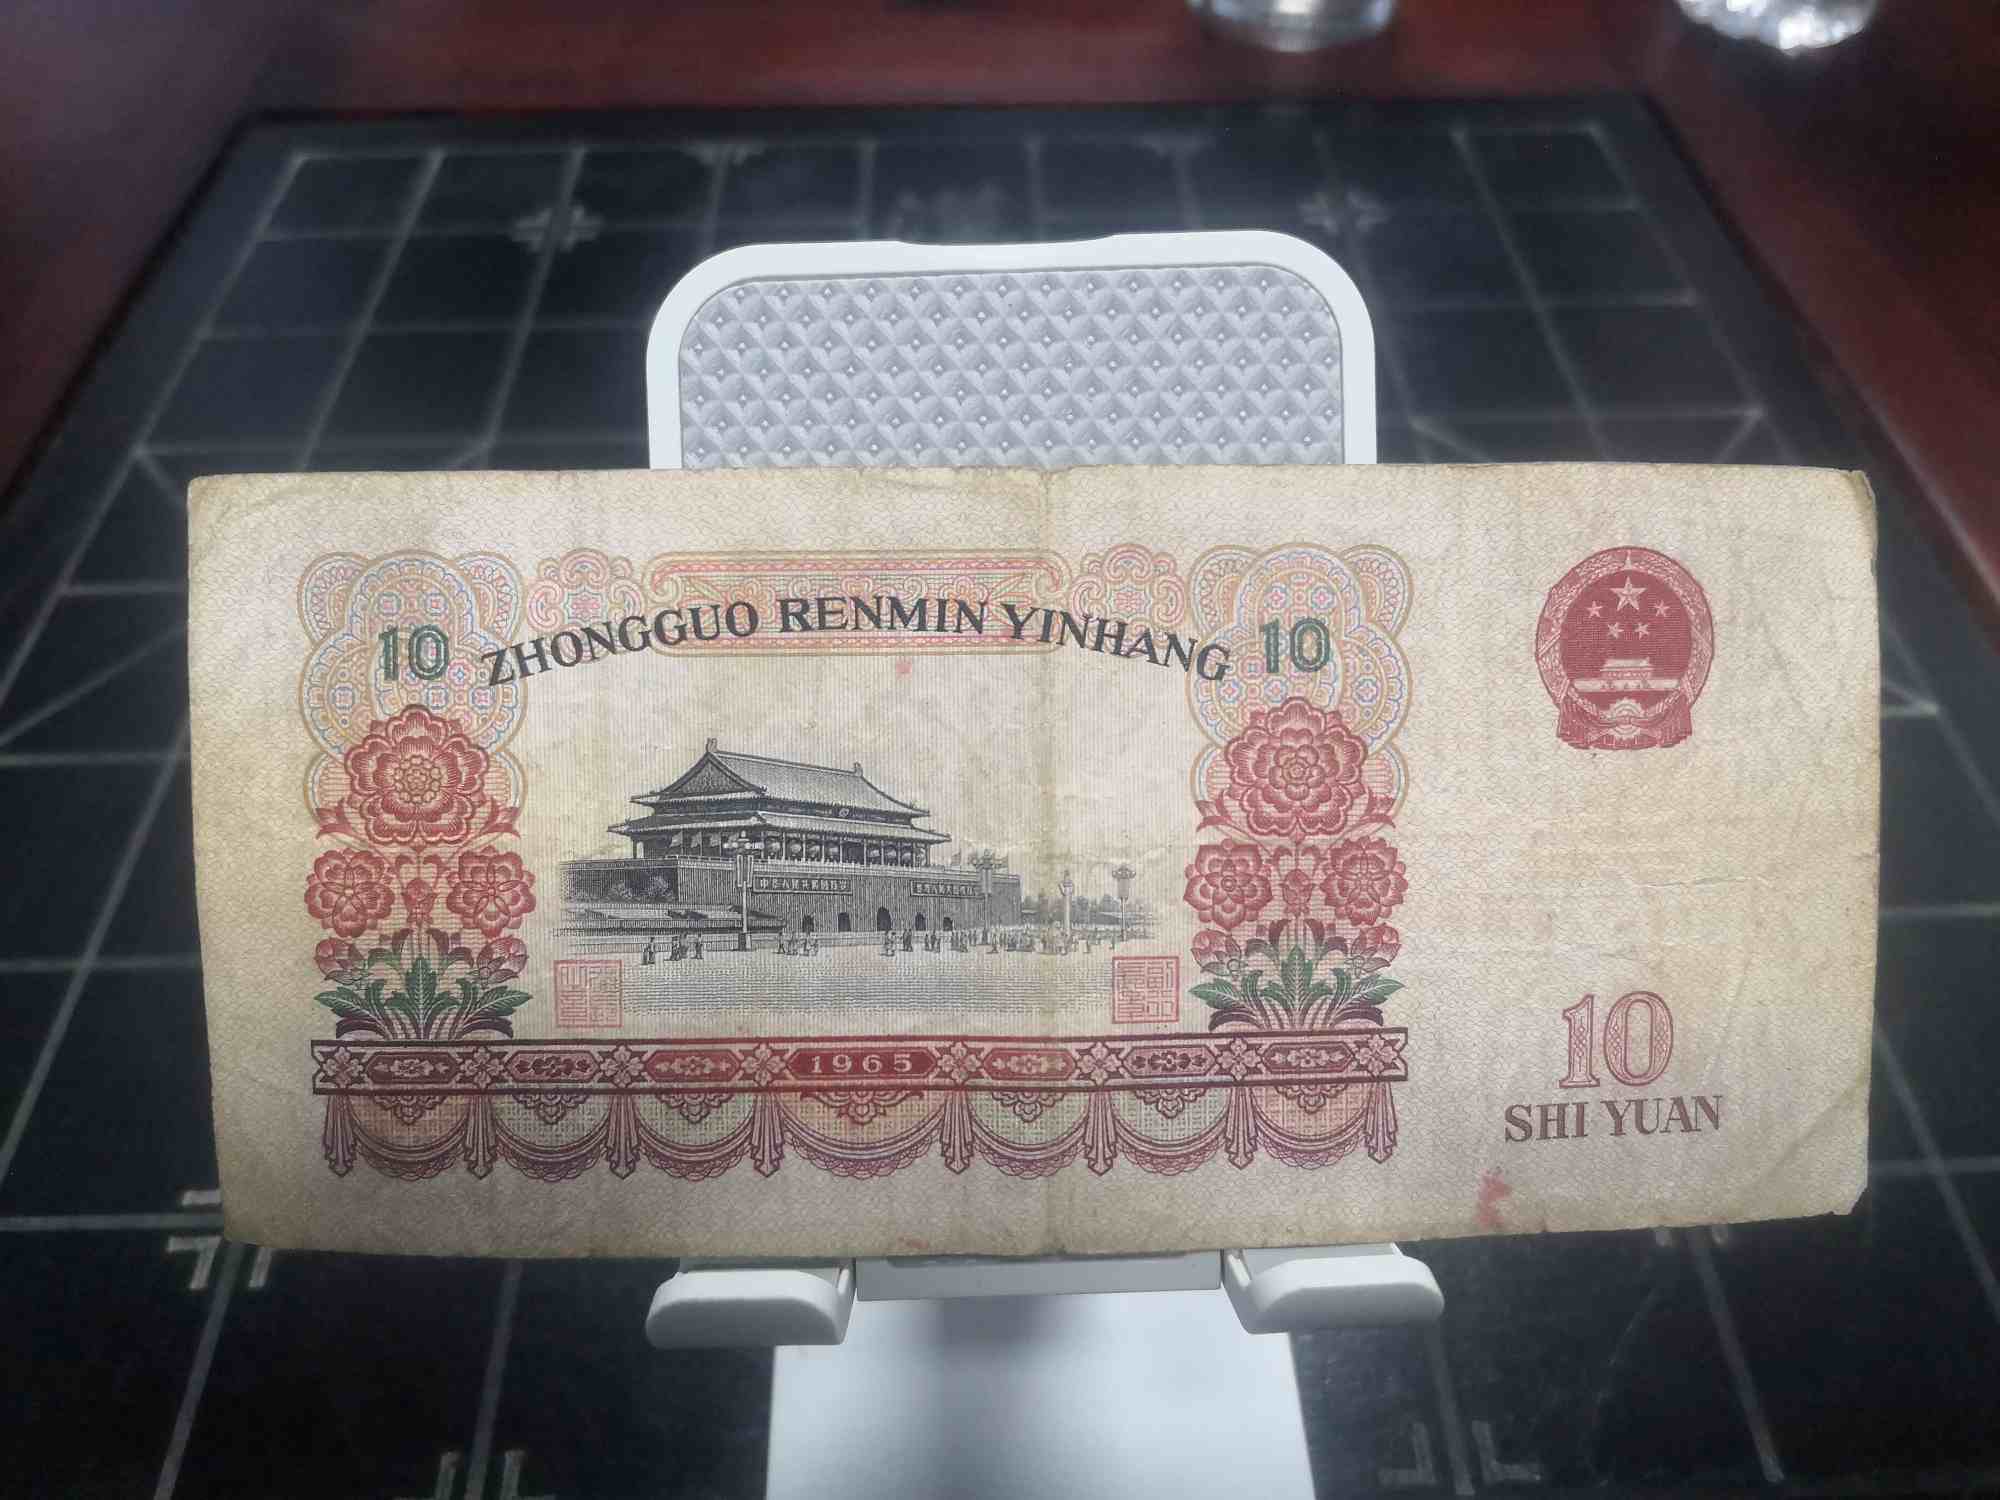 10 ZHONGGUO RENMIN YINHANG 10
1965
10
SHI YUAN